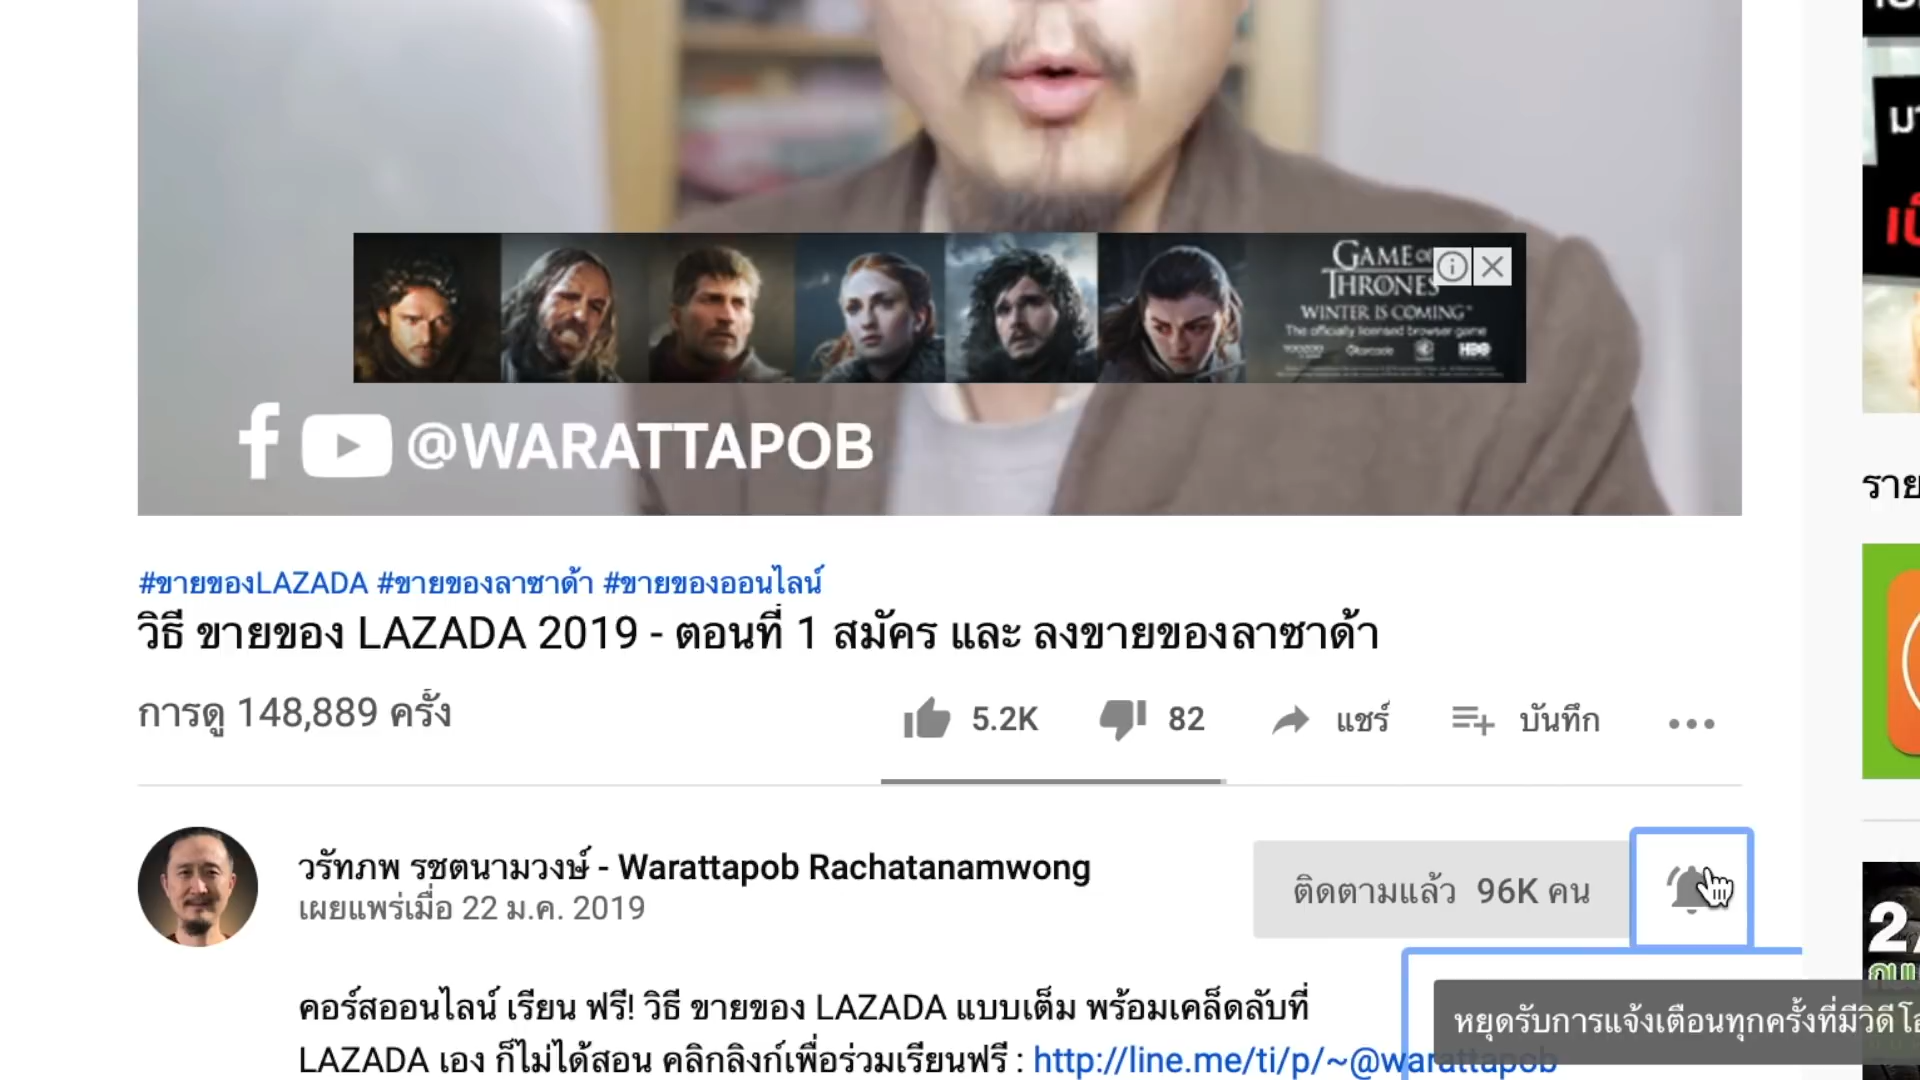 GAME OF
THRONES
WINTER IS COMING
The officially licensed browser game
HBO
@WARATTAPOB
#ขายของLAZADA #ขายของลาซาด้า #ขายของออนไลน์
วิธี ขายของ LAZADA 2019 - ตอนที่ 1 สมัคร และ ลงขายของลาซาด้า
การดู 148,889 ครั้ง
5.2K 82 แชร์ บันทึก
วรัทภพ รชตนามวงษ์ - Warattapob Rachatanamwong
เผยแพร่เมื่อ 22 ม.ค. 2019
ติดตามแล้ว 96K คน
คอร์สออนไลน์ เรียน ฟรี! วิธี ขายของ LAZADA แบบเต็ม พร้อมเคล็ดลับที่
LAZADA เอง ก็ไม่ได้สอน คลิกลิงก์เพื่อร่วมเรียนฟรี : http://line.me/ti/p/~@warattapob
หยุดรับการแจ้งเตือนทุกครั้งที่มีวิดีโอ
ราย